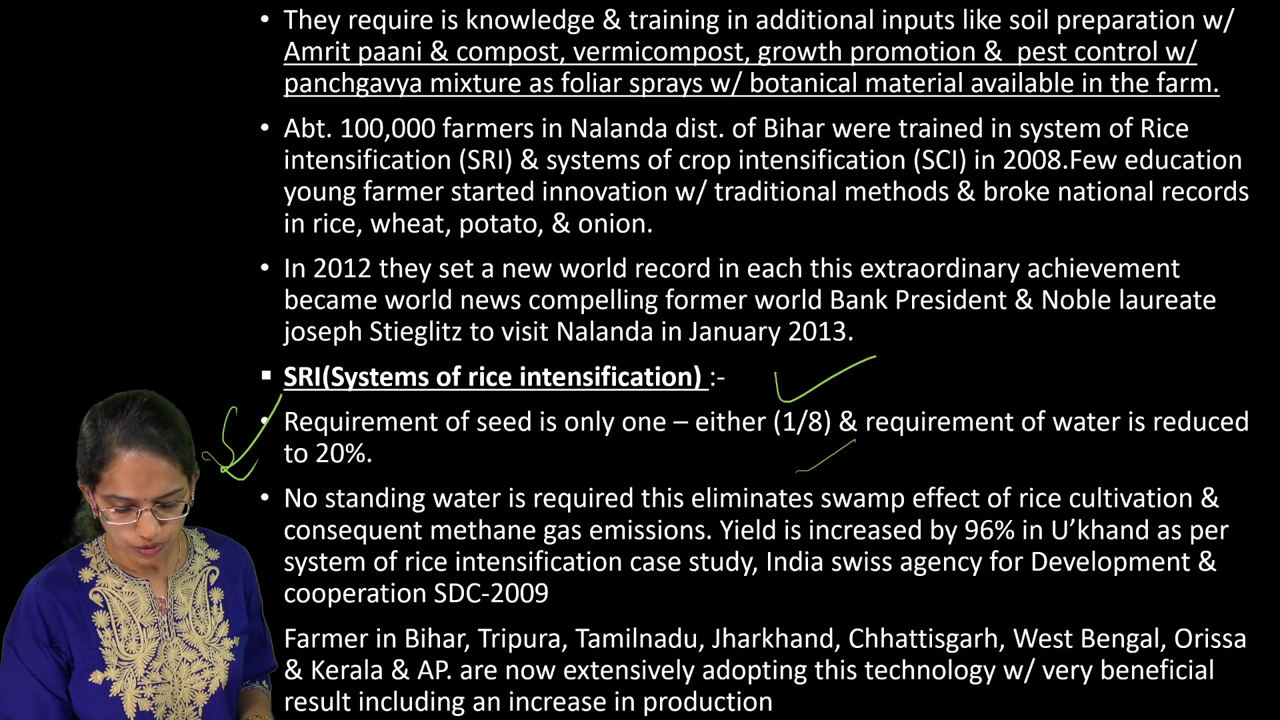 • They require is knowledge & training in additional inputs like soil preparation w/
Amrit paani & compost, vermicompost, growth promotion & pest control w/
panchgavya mixture as foliar sprays w/ botanical material available in the farm.
• Abt. 100,000 farmers in Nalanda dist. of Bihar were trained in system of Rice
intensification (SRI) & systems of crop intensification (SCI) in 2008.Few education
young farmer started innovation w/ traditional methods & broke national records
in rice, wheat, potato, & onion.
• In 2012 they set a new world record in each this extraordinary achievement
became world news compelling former world Bank President & Noble laureate
joseph Stieglitz to visit Nalanda in January 2013.
▪ SRI(Systems of rice intensification) :-
• Requirement of seed is only one – either (1/8) & requirement of water is reduced
to 20%.
• No standing water is required this eliminates swamp effect of rice cultivation &
consequent methane gas emissions. Yield is increased by 96% in U’khand as per
system of rice intensification case study, India swiss agency for Development &
cooperation SDC-2009
Farmer in Bihar, Tripura, Tamilnadu, Jharkhand, Chhattisgarh, West Bengal, Orissa
& Kerala & AP. are now extensively adopting this technology w/ very beneficial
result including an increase in production